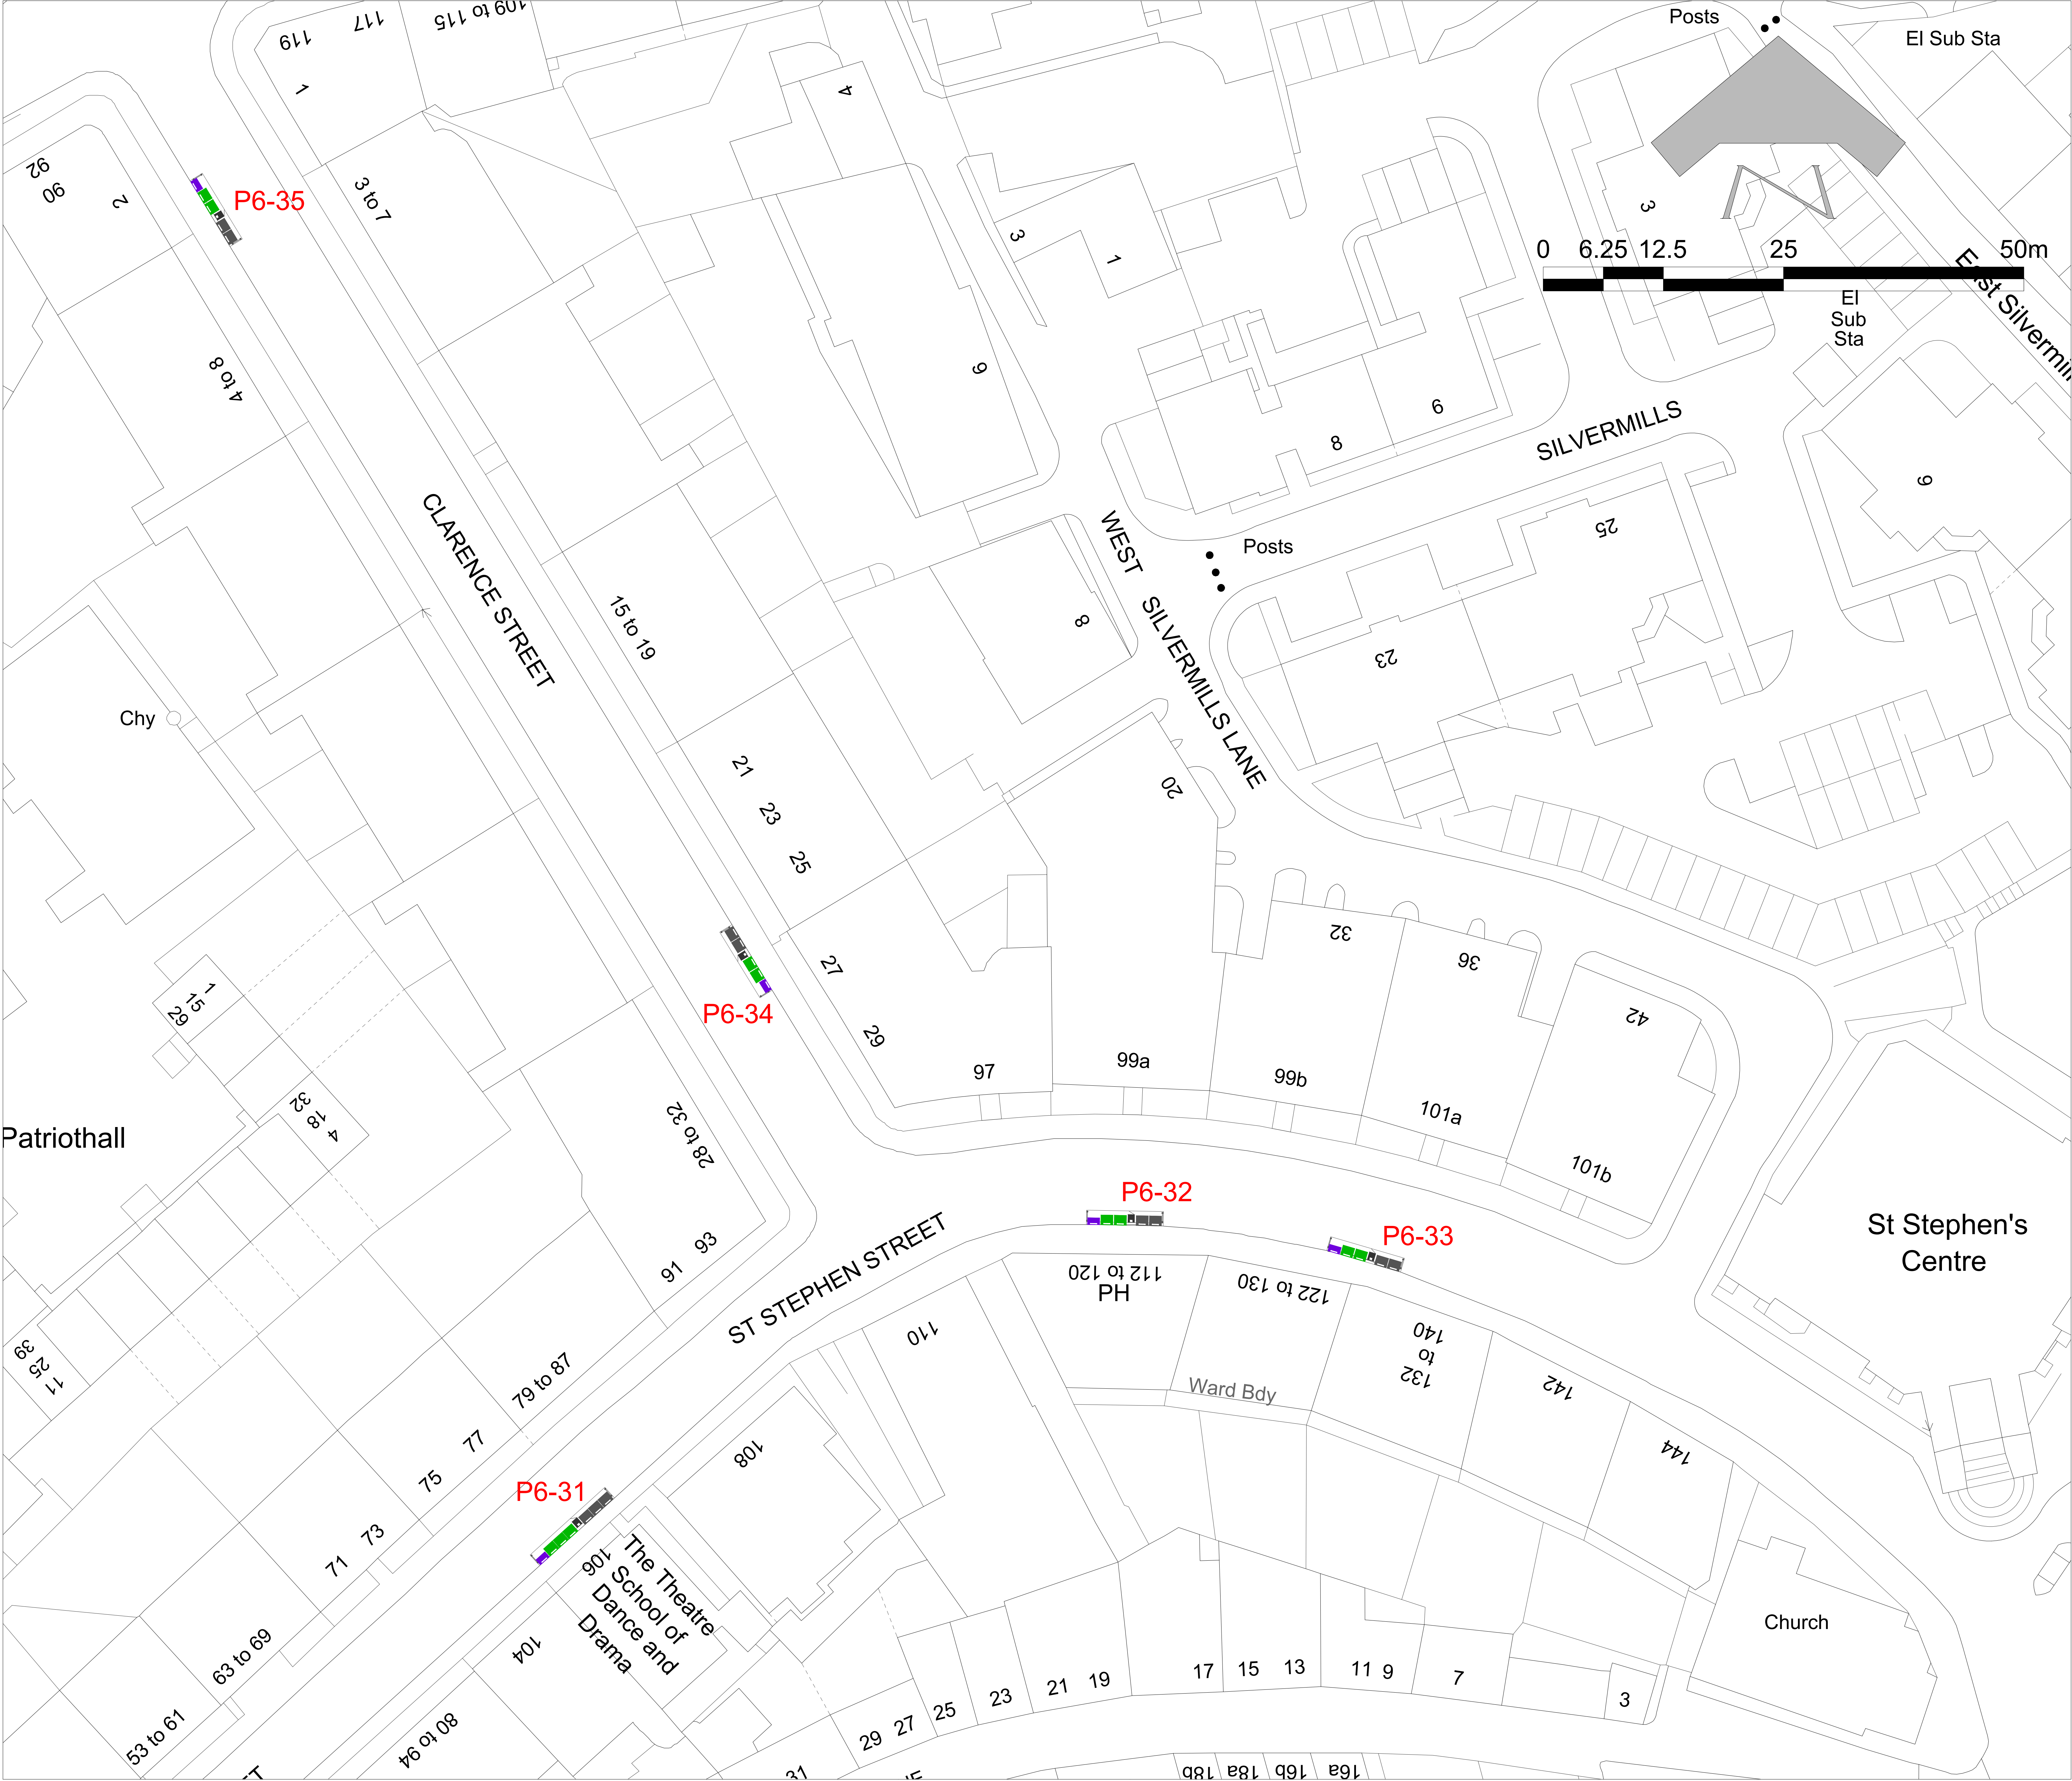 119
117
109 to 115
1
Posts
El Sub Sta
92
90
2
P6-35
3 to 7
4
3
1
3
0 6.25 12.5 25 50m
El
Sub
Sta
4 to 8
9
6
8
SILVERMILLS
CLARENCE STREET
WEST SILVERMILLS LANE
Posts
25
9
15 to 19
8
23
Chy
21
23
25
20
27
29
P6-34
32
36
42
1
15
29
4
18
32
Patriothall
28 to 32
97
99a
99b
101a
101b
P6-32
P6-33
St Stephen's
Centre
91
93
ST STEPHEN STREET
112 to 120
PH
122 to 130
110
140
to
132
142
144
Ward Bdy
39
25
11
79 to 87
77
75
73
71
108
P6-31
106
The Theatre
School of
Dance and
Drama
104
63 to 69
53 to 61
80 to 94
Church
31
29
27
25
23
21
19
17
15
13
11
9
7
3
18b
18a
16b
16a